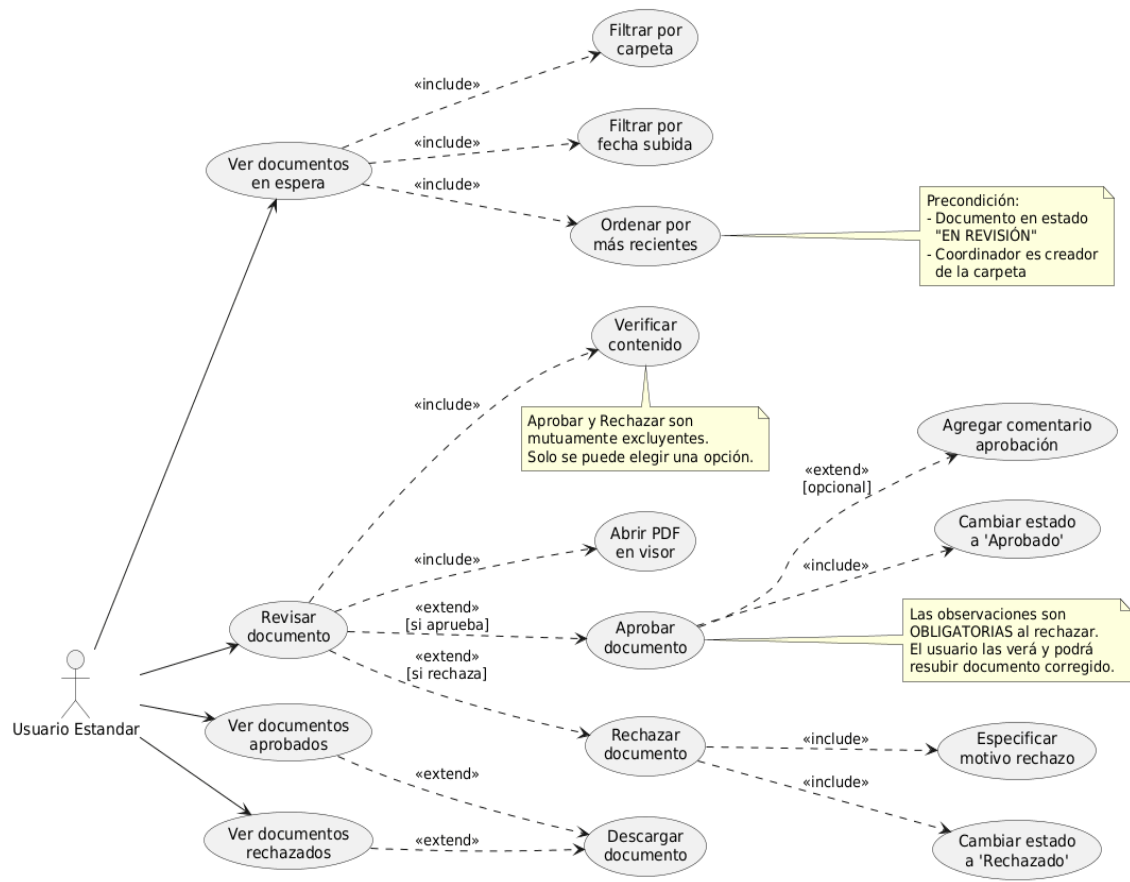 Filtrar por
carpeta
«include»
Filtrar por
fecha subida
«include»
Ver documentos
en espera
«include»
Ordenar por
más recientes
Precondición:
- Documento en estado
"EN REVISIÓN"
- Coordinador es creador
de la carpeta
Verificar
contenido
«include»
Aprobar y Rechazar son
mutuamente excluyentes.
Solo se puede elegir una opción.
Agregar comentario
aprobación
«extend»
[opcional]
Cambiar estado
a 'Aprobado'
«include»
Abrir PDF
en visor
«include»
Revisar
documento
«extend»
[si aprueba]
Aprobar
documento
Las observaciones son
OBLIGATORIAS al rechazar.
El usuario las verá y podrá
resubir documento corregido.
«extend»
[si rechaza]
Usuario Estandar
Ver documentos
aprobados
Rechazar
documento
«include»
Especificar
motivo rechazo
«extend»
«include»
Ver documentos
rechazados
«extend»
Descargar
documento
Cambiar estado
a 'Rechazado'